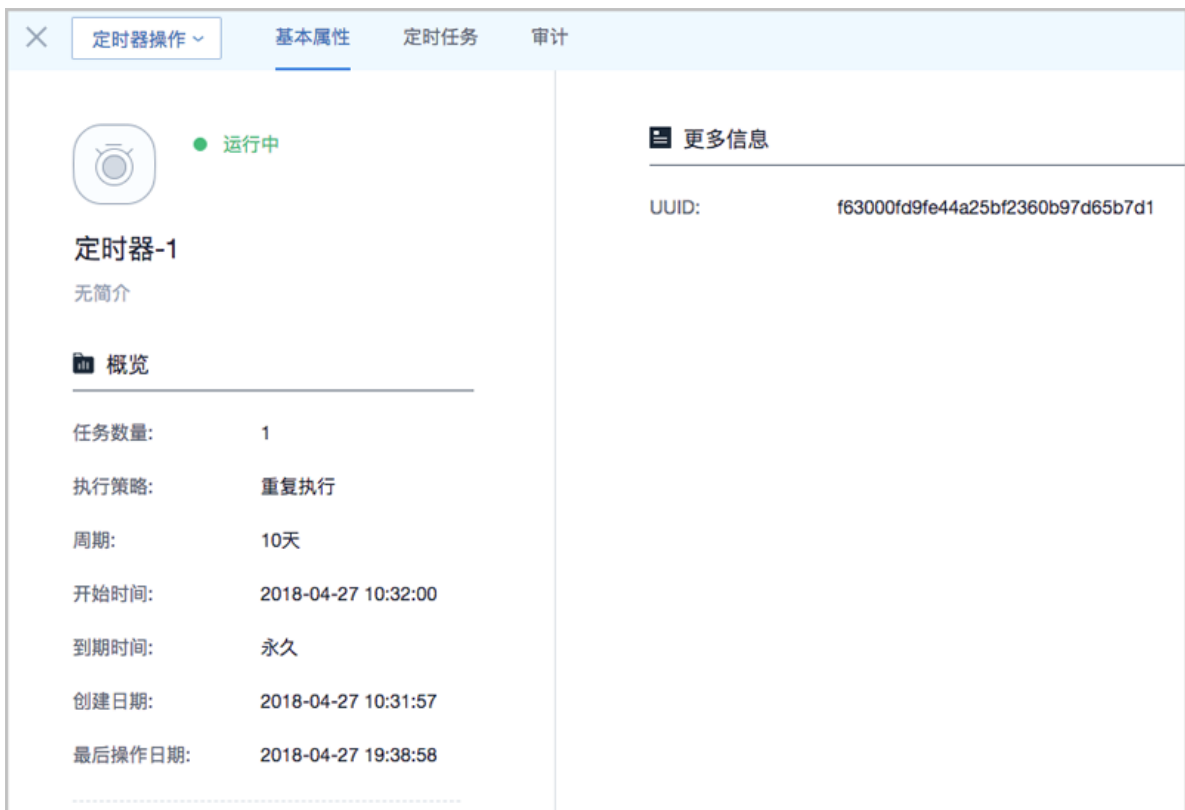 定时器操作 基本属性 定时任务 审计
运行中
定时器-1
无简介
概览
任务数量: 1
执行策略: 重复执行
周期: 10天
开始时间: 2018-04-27 10:32:00
到期时间: 永久
创建日期: 2018-04-27 10:31:57
最后操作日期: 2018-04-27 19:38:58
更多信息
UUID: f63000fd9fe44a25bf2360b97d65b7d1